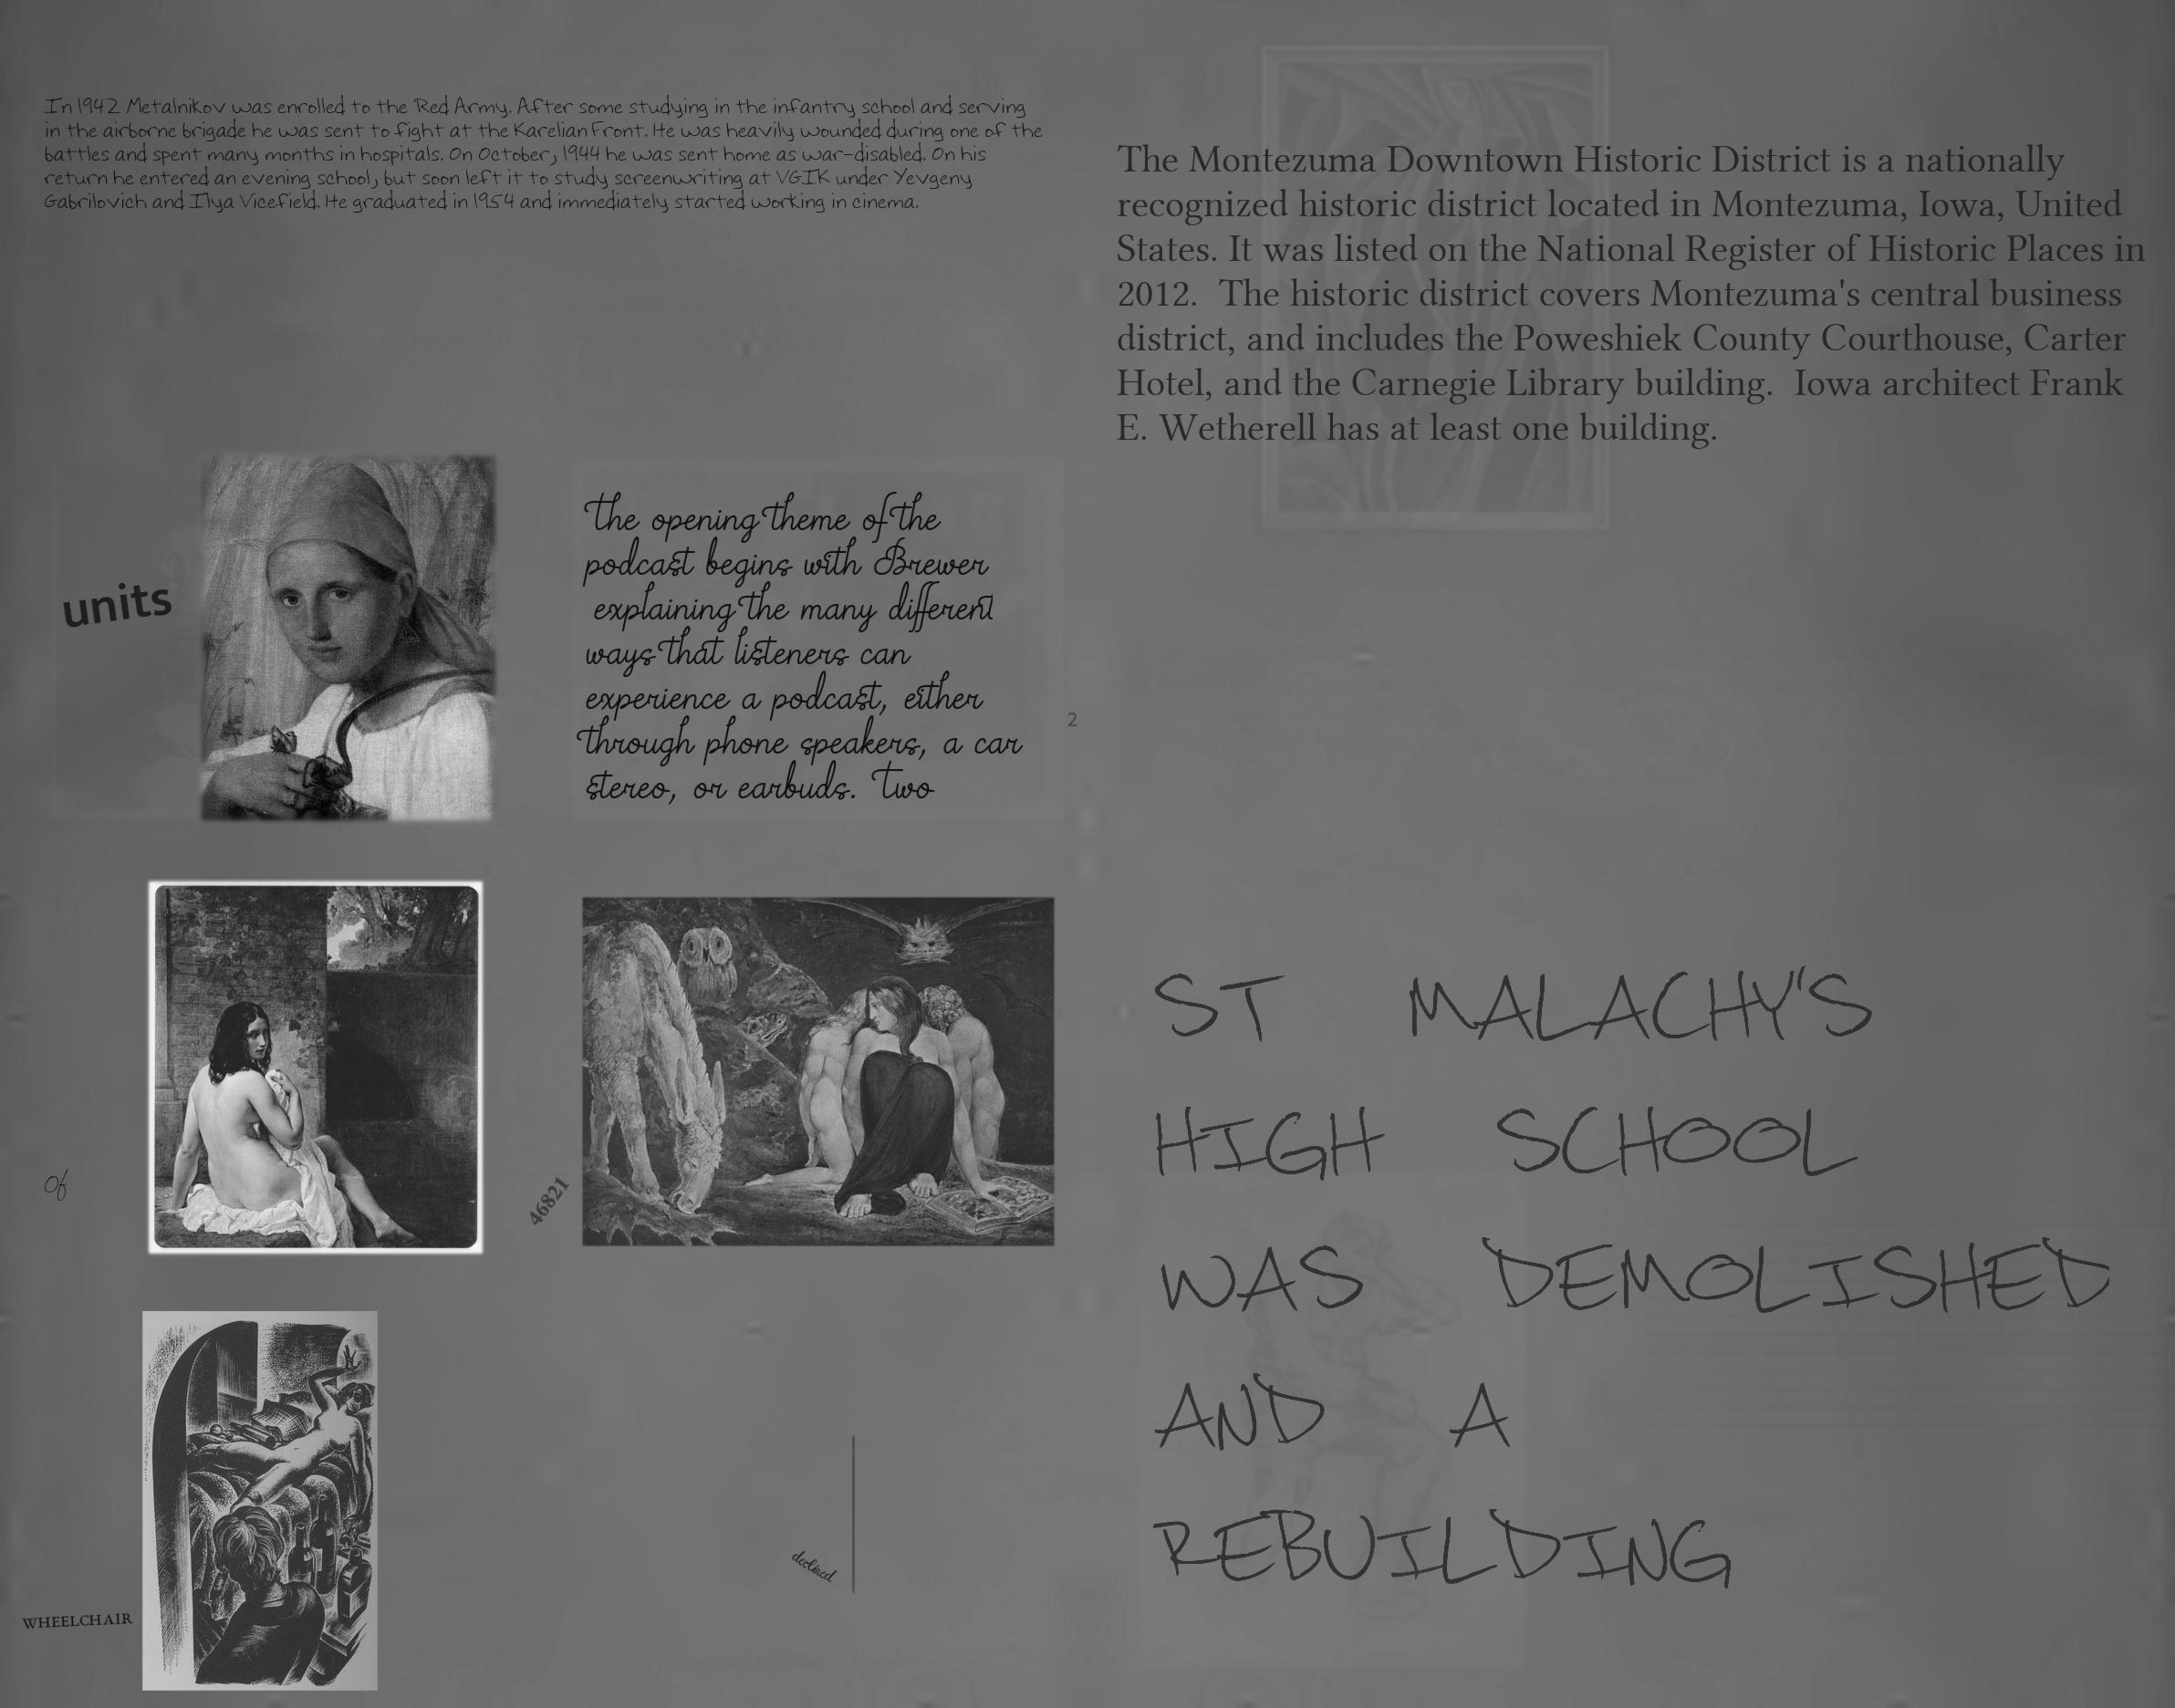 In 1942 Metalnikov was enrolled to the Red Army. After some studying in the infantry school and serving
in the airborne brigade he was sent to fight at the Karelian Front. He was heavily wounded during one of the
battles and spent many months in hospitals. On October, 1944 he was sent home as war-disabled. On his
return he entered an evening school, but soon left it to study screenwriting at VGIK under Yevgeny
Gabrilovich and Ilya Vicefield. He graduated in 1954 and immediately started working in cinema.
units
the opening theme of the
podcast begins with Brewer
explaining the many different
ways that listeners can
experience a podcast, either
through phone speakers, a car
stereo, or earbuds. Two
2
of
46821
declined
WHEELCHAIR
The Montezuma Downtown Historic District is a nationally
recognized historic district located in Montezuma, Iowa, United
States. It was listed on the National Register of Historic Places in
2012. The historic district covers Montezuma's central business
district, and includes the Poweshiek County Courthouse, Carter
Hotel, and the Carnegie Library building. Iowa architect Frank
E. Wetherell has at least one building.
ST MALACHY'S
HIGH SCHOOL
WAS DEMOLISHED
AND A
REBUILDING